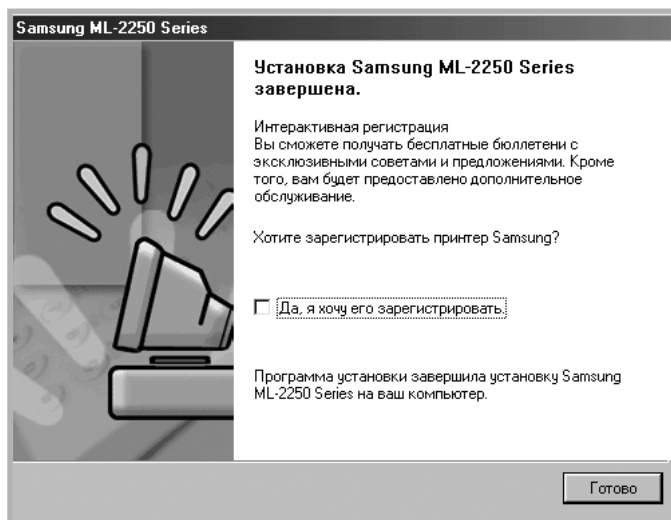 Samsung ML-2250 Series
Установка Samsung ML-2250 Series
завершена.
Интерактивная регистрация
Вы сможете получать бесплатные бюллетени с
эксклюзивными советами и предложениями. Кроме
того, вам будет предоставлено дополнительное
обслуживание.
Хотите зарегистрировать принтер Samsung?
Да, я хочу его зарегистрировать.
Программа установки завершила установку Samsung
ML-2250 Series на ваш компьютер.
Готово